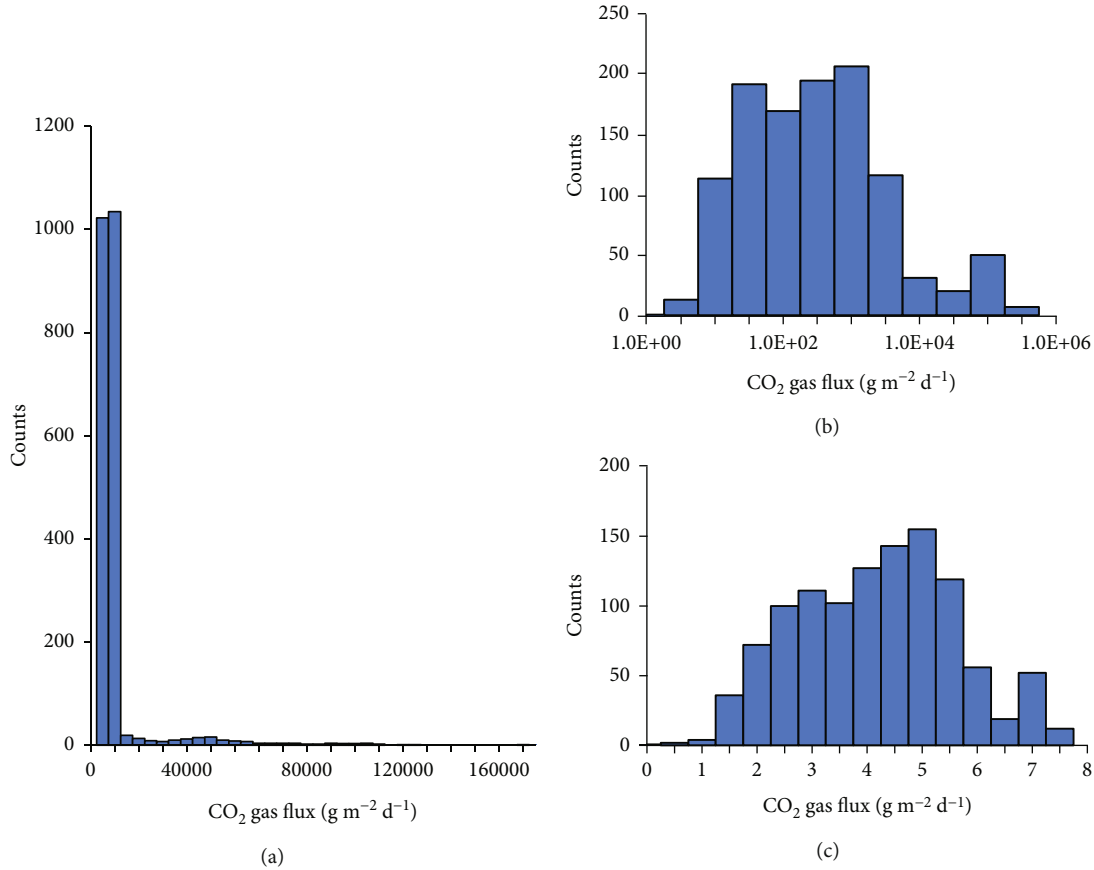 Counts
1200
1000
800
600
400
200
0
0 40000 80000 120000 160000
CO₂ gas flux (g m⁻² d⁻¹)
(a)
Counts
250
200
150
100
50
0
1.0E+00 1.0E+02 1.0E+04 1.0E+06
CO₂ gas flux (g m⁻² d⁻¹)
(b)
Counts
200
150
100
50
0
0 1 2 3 4 5 6 7 8
CO₂ gas flux (g m⁻² d⁻¹)
(c)